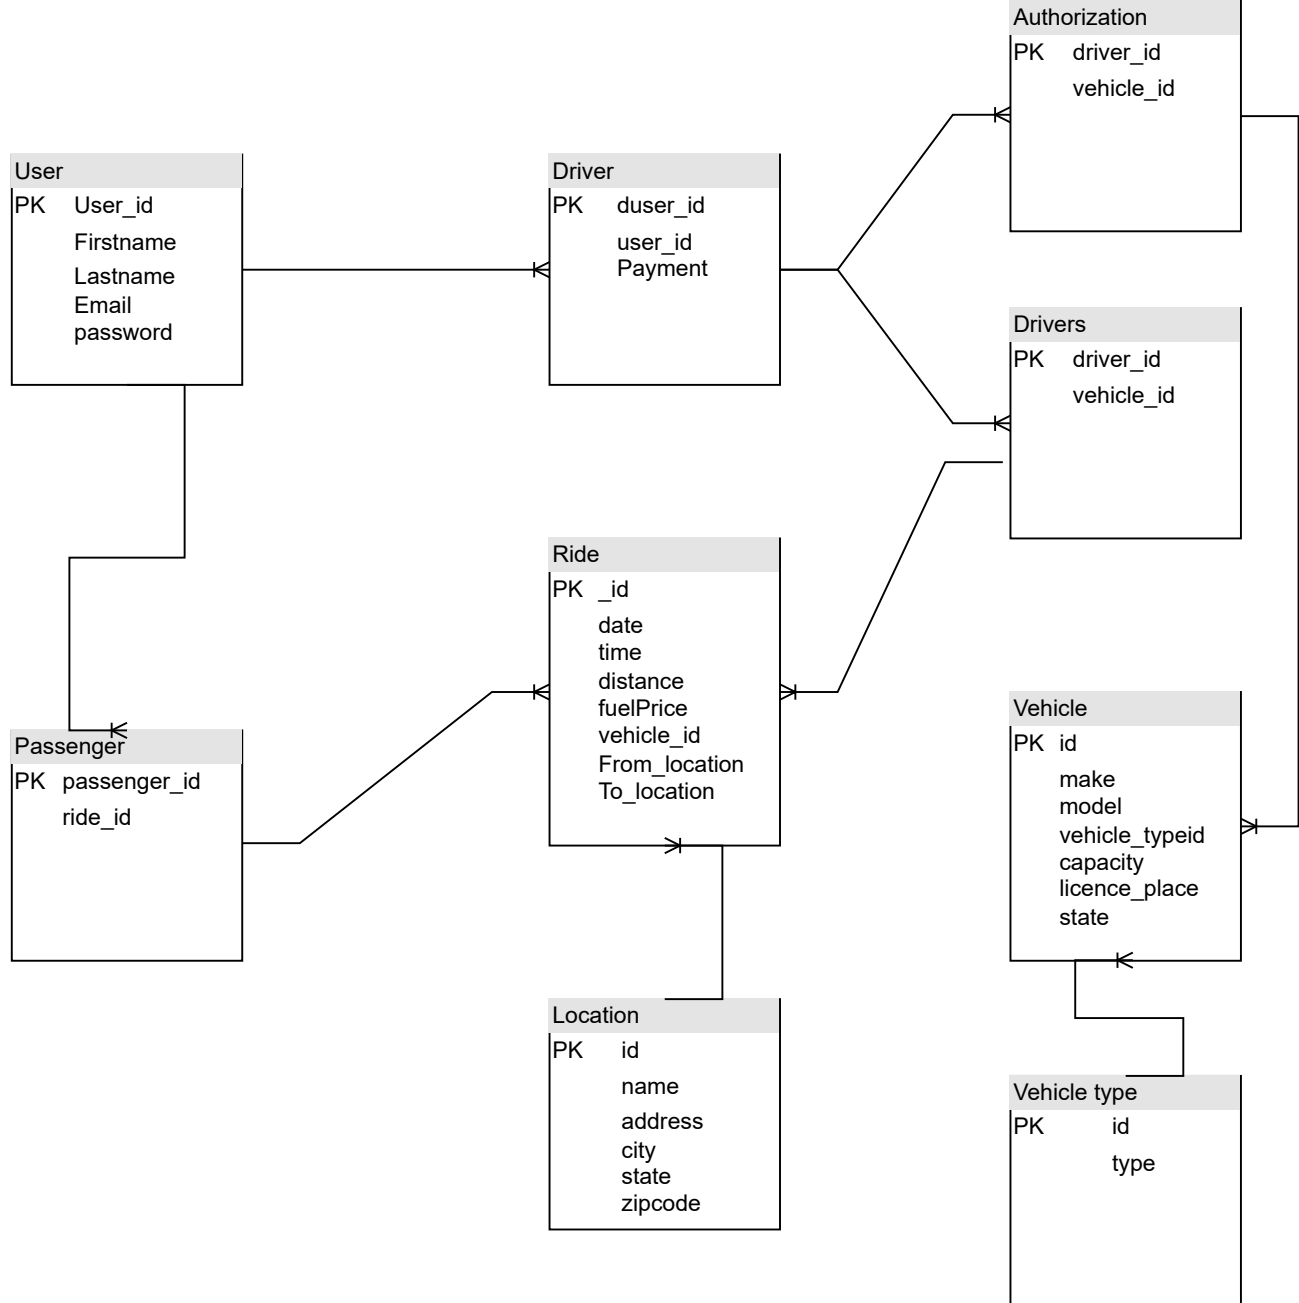 Authorization
PK driver_id
vehicle_id
User
PK User_id
Firstname
Lastname
Email
password
Driver
PK duser_id
user_id
Payment
Drivers
PK driver_id
vehicle_id
Ride
PK _id
date
time
distance
fuelPrice
vehicle_id
From_location
To_location
Passenger
PK passenger_id
ride_id
Vehicle
PK id
make
model
vehicle_typeid
capacity
licence_place
state
Location
PK id
name
address
city
state
zipcode
Vehicle type
PK id
type